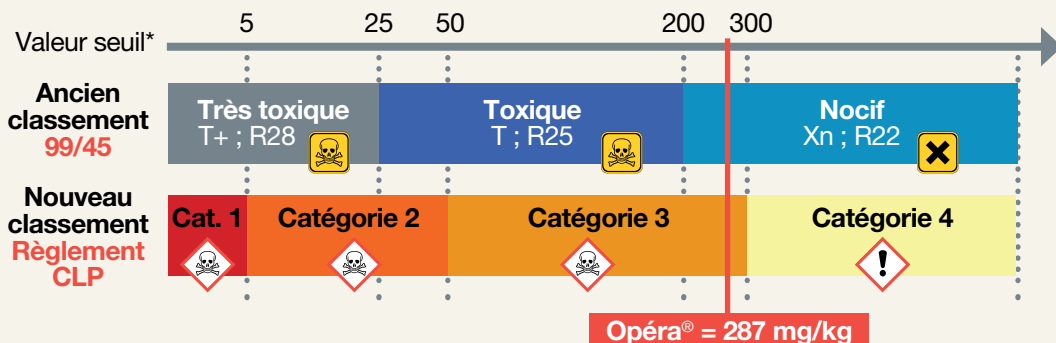 Valeur seuil* 5 25 50 200 300
Ancien
classement
99/45
Très toxique
T+ ; R28
Toxique
T ; R25
Nocif
Xn ; R22
Nouveau
classement
Règlement
CLP
Cat. 1
Catégorie 2
Catégorie 3
Catégorie 4
!
Opéra® = 287 mg/kg